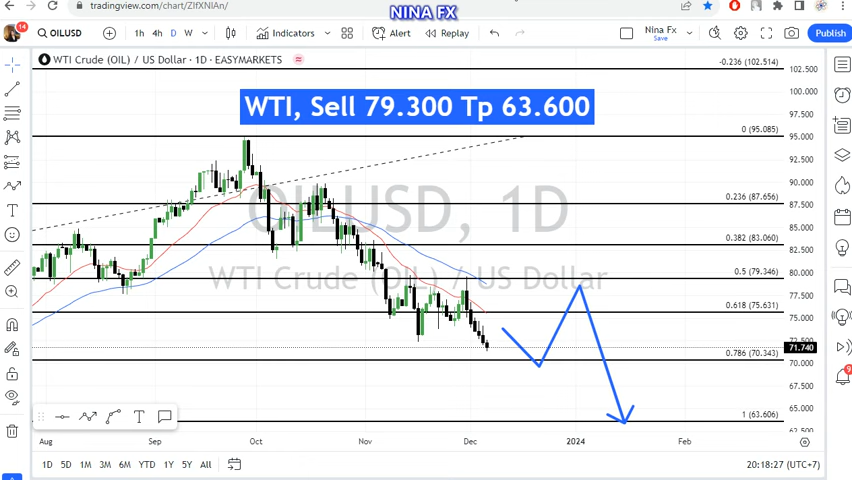 tradingview.com/chart/ZIfXNIAn/
NINA FX
14
OILUSD
1h 4h D W
Indicators
Alert
Replay
Nina Fx
Save
Publish
WTI Crude (OIL) / US Dollar · 1D · EASYMARKETS
WTI, Sell 79.300 Tp 63.600
OILUSD, 1D
WTI Crude (OIL) / US Dollar
-0.236 (102.514)
0 (95.085)
0.236 (87.656)
0.382 (83.060)
0.5 (79.346)
0.618 (75.631)
0.786 (70.343)
1 (63.606)
102.500
100.000
97.500
95.000
92.500
90.000
87.500
85.000
82.500
80.000
77.500
75.000
72.500
71.740
70.000
67.500
65.000
62.500
9
Aug Sep Oct Nov Dec 2024 Feb
1D 5D 1M 3M 6M YTD 1Y 5Y All
20:18:27 (UTC+7)